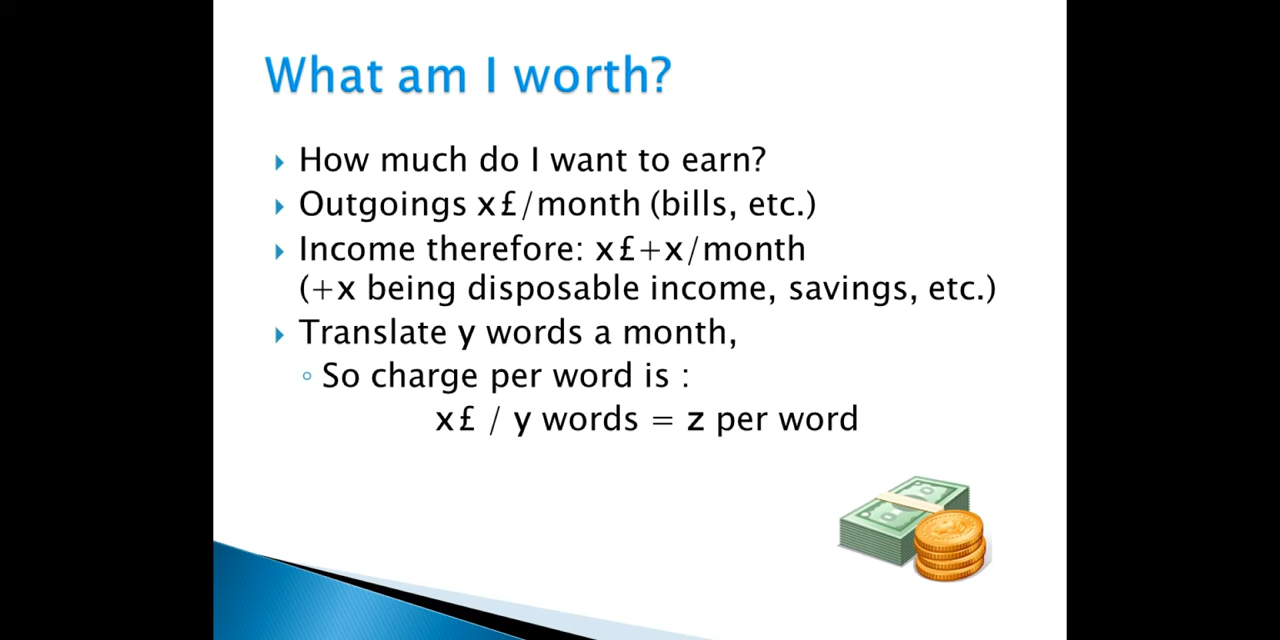 What am I worth?
How much do I want to earn?
Outgoings x£/month (bills, etc.)
Income therefore: x£+x/month
(+x being disposable income, savings, etc.)
Translate y words a month,
So charge per word is :
x£ / y words = z per word